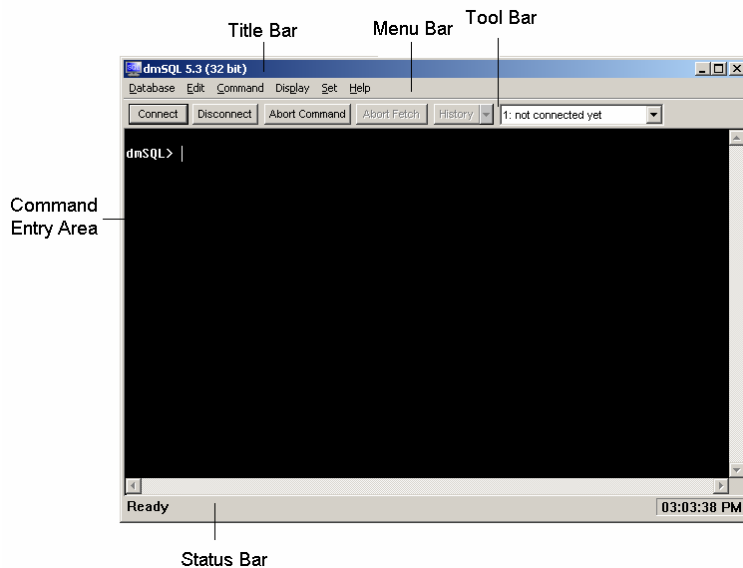 Title Bar
Menu Bar
Tool Bar
dmSQL 5.3 (32 bit)
Database Edit Command Display Set Help
Connect Disconnect Abort Command Abort Fetch History 1: not connected yet
dmSQL>
Command
Entry Area
Ready 03:03:38 PM
Status Bar